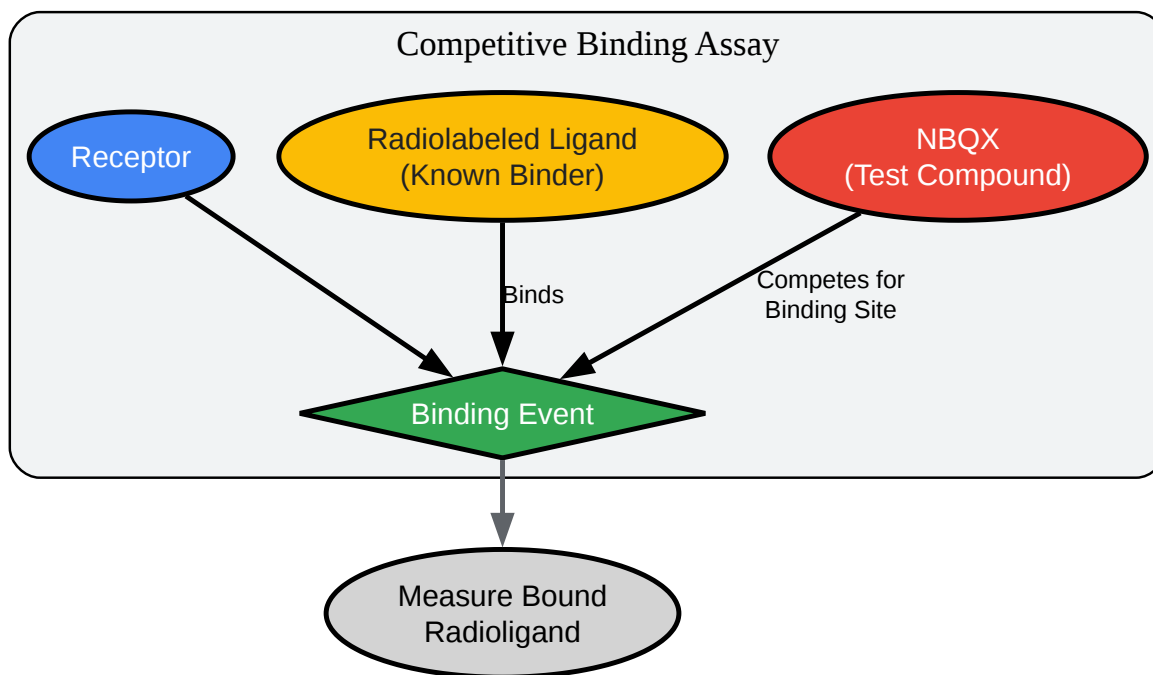 Competitive Binding Assay
Receptor
Radiolabeled Ligand
(Known Binder)
NBQX
(Test Compound)
Binds
Competes for
Binding Site
Binding Event
Measure Bound
Radioligand